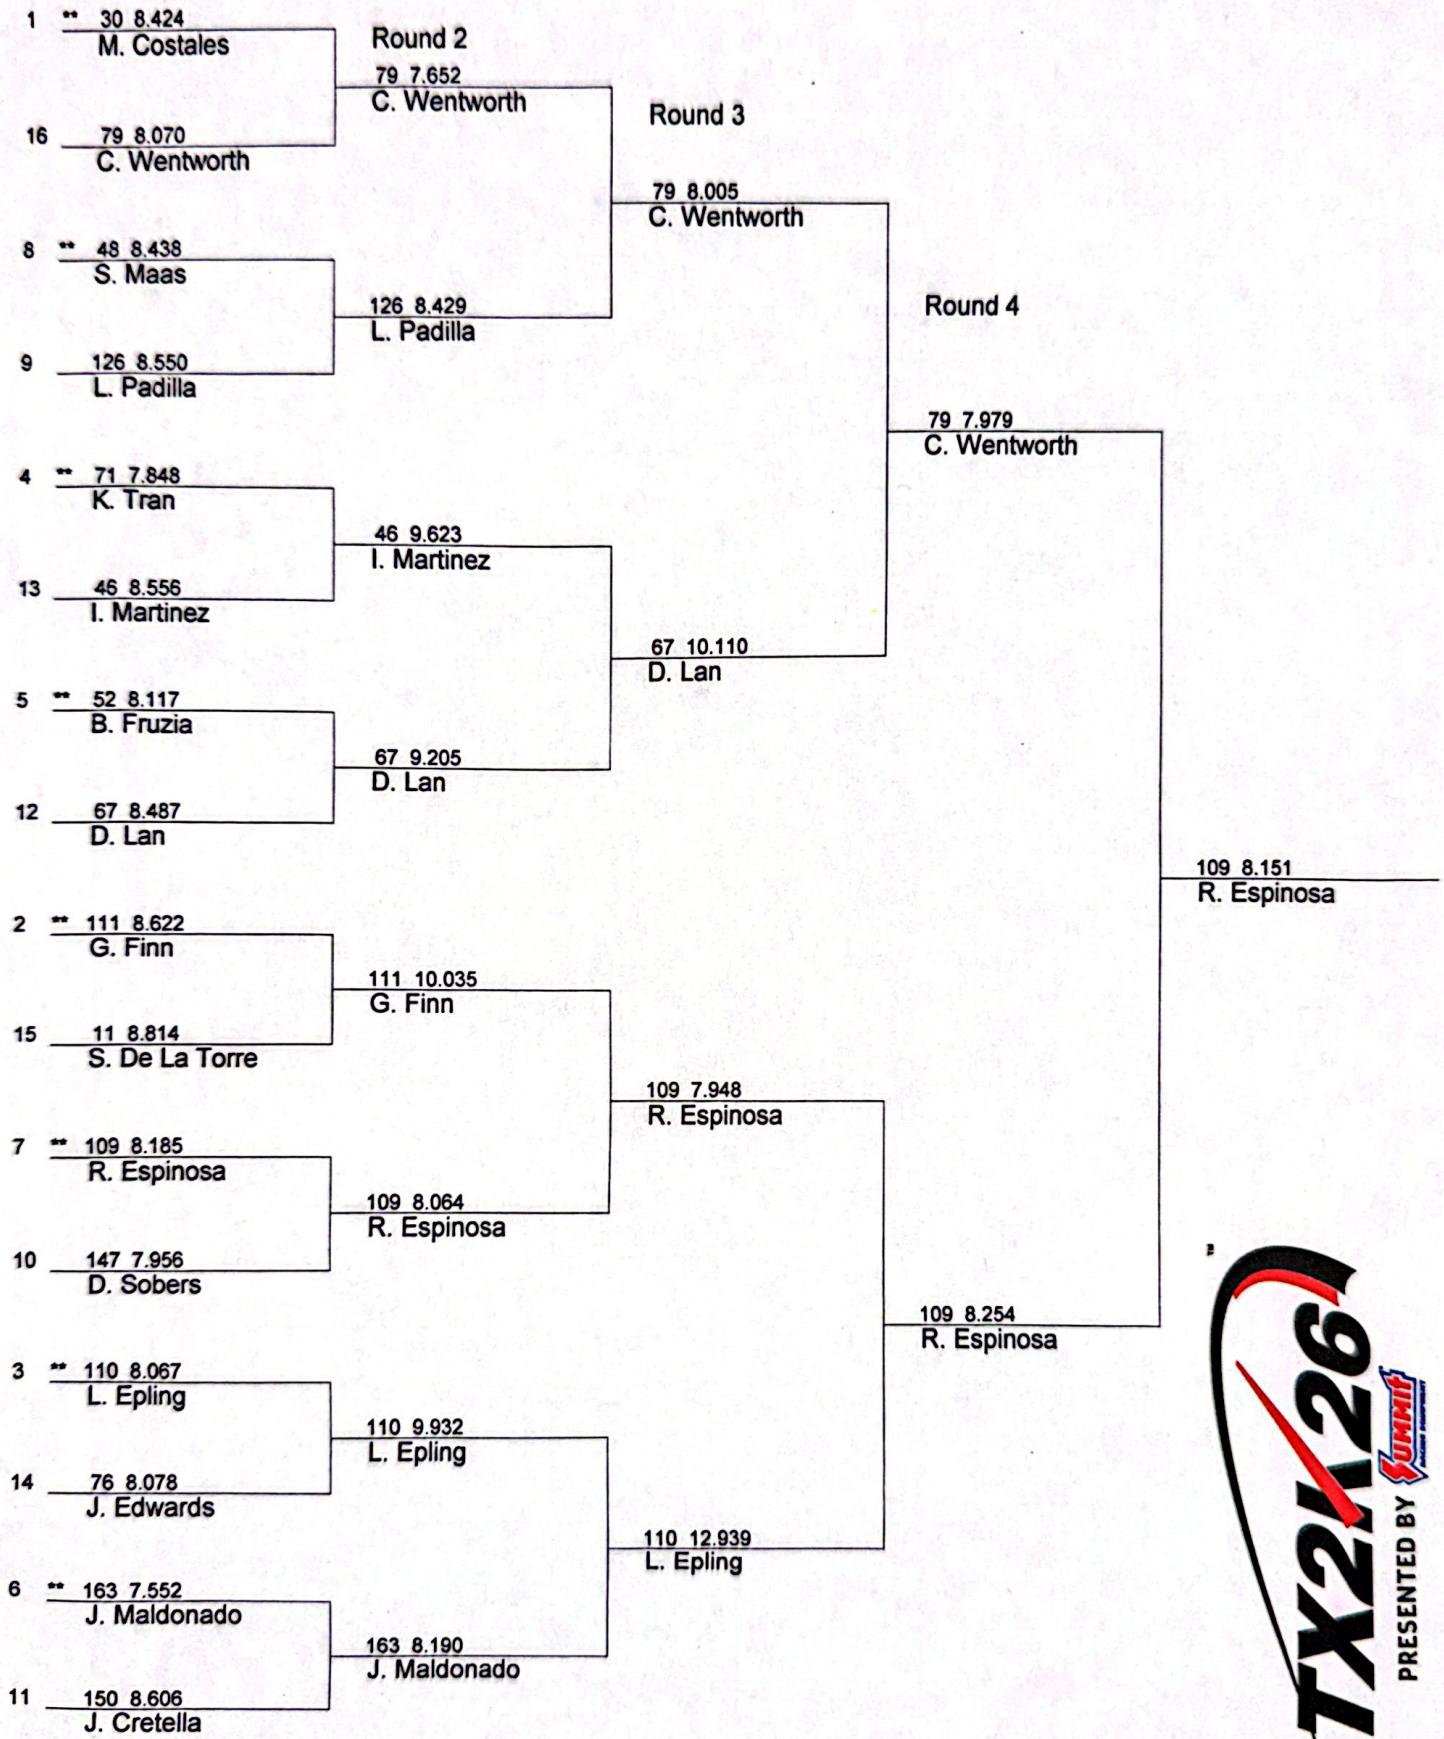 1 ** 30 8.424
M. Costales
16 79 8.070
C. Wentworth
8 ** 48 8.438
S. Maas
9 126 8.550
L. Padilla
4 ** 71 7.848
K. Tran
13 46 8.556
I. Martinez
5 ** 52 8.117
B. Fruzia
12 67 8.487
D. Lan
2 ** 111 8.622
G. Finn
15 11 8.814
S. De La Torre
7 ** 109 8.185
R. Espinosa
10 147 7.956
D. Sobers
3 ** 110 8.067
L. Epling
14 76 8.078
J. Edwards
6 ** 163 7.552
J. Maldonado
11 150 8.606
J. Cretella
Round 2
79 7.652
C. Wentworth
126 8.429
L. Padilla
46 9.623
I. Martinez
67 9.205
D. Lan
111 10.035
G. Finn
109 8.064
R. Espinosa
110 9.932
L. Epling
163 8.190
J. Maldonado
Round 3
79 8.005
C. Wentworth
67 10.110
D. Lan
109 7.948
R. Espinosa
110 12.939
L. Epling
Round 4
79 7.979
C. Wentworth
109 8.254
R. Espinosa
109 8.151
R. Espinosa
TX2K26
TM
PRESENTED BY SUMMIT
RACING EQUIPMENT